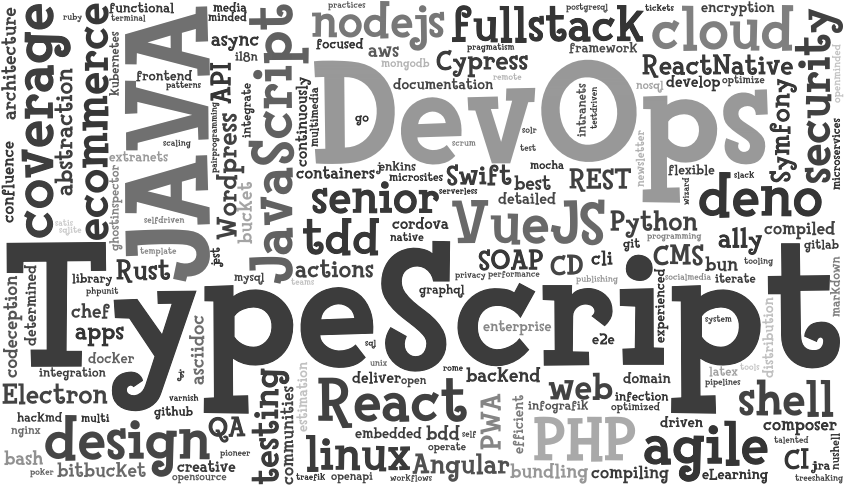 architecture
ruby
coverage
abstraction
ecommerce
functional
terminal
kubernetes
JAVA
frontend
patterns
scaling
extranets
ghostinspector
selfdriven
template
satis
sqlite
confluence
media
minded
async
i18n
API
Wordpress
pairprogramming
integrate
bucket
jest
JavaScript
continuously
multimedia
practices
nodejs
focused
aws
mongodb
documentation
pragmatism
fullstack
Cypress
framework
remote
postgresql
tickets
encryption
cloud
ReactNative
develop
optimize
nosql
DevOps
go
scrum
solr
test
intranets
testdriven
newsletter
security
openminded
microservices
Symfony
containers
jenkins
microsites
Swift
serverless
mocha
best
detailed
REST
flexible
slack
wizard
senior
tdd
cordova
native
VueJS
Python
git
programming
deno
ally
compiled
gitlab
tooling
actions
SOAP
CD
cli
CMS
bun
iterate
socialmedia
markdown
privacy
performance
publishing
Rust
library
phpunit
mysql
teams
graphql
codeception
determined
TypeScript
chef
apps
docker
integration
asciidoc
js
sql
unix
rome
enterprise
e2e
experienced
system
distribution
latex
tools
pipelines
Electron
varnish
github
hackmd
multi
nginx
design
QA
pioneer
testing
communities
estimation
React
deliver
open
backend
web
domain
infection
optimized
infografik
shell
composer
driven
talented
nushell
bash
poker
bitbucket
creative
opensource
linux
embedded
bdd
self
operate
PWA
efficient
PHP
agile
CI
jira
treeshaking
traefik
openapi
Angular
workflows
bundling
compiling
eLearning